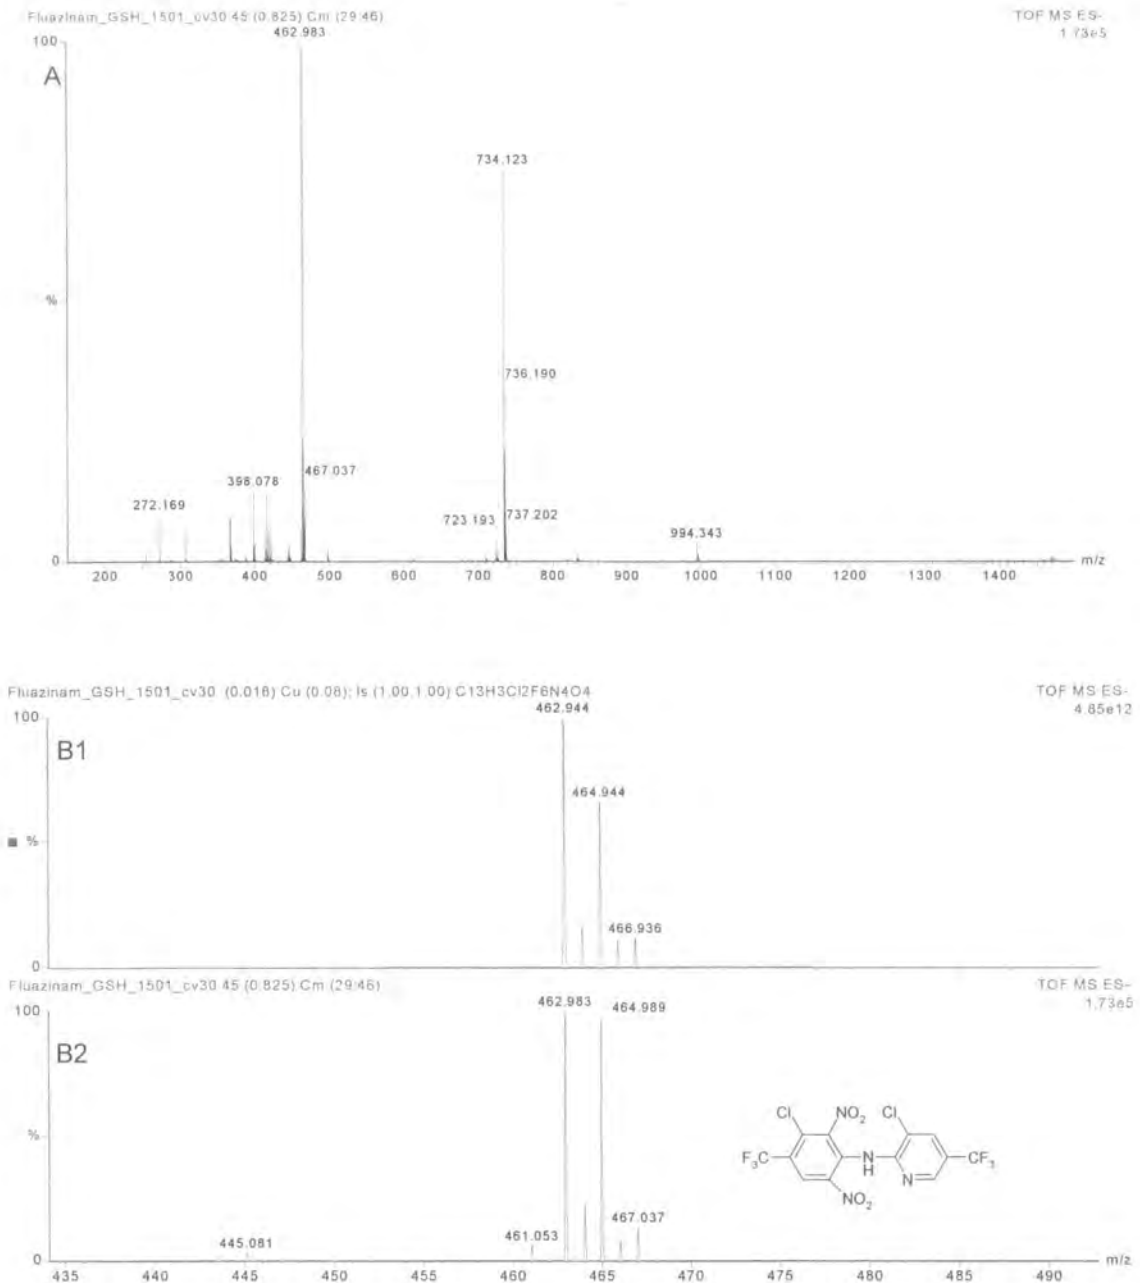 Fluazinam_GSH_1501_cv30 45 (0.825) Cm (29:46)
TOF MS ES-
1.73e5
100
462.983
A
734.123
%
736.190
398.078
467.037
272.169
723.193
737.202
994.343
0
m/z
200 300 400 500 600 700 800 900 1000 1100 1200 1300 1400
Fluazinam_GSH_1501_cv30 (0.018) Cu (0.08); Is (1.00,1.00) C13H3Cl2F6N4O4
TOF MS ES-
4.85e12
100
462.944
B1
464.944
%
466.936
0
Fluazinam_GSH_1501_cv30 45 (0.825) Cm (29:46)
TOF MS ES-
1.73e5
100
462.983
464.989
B2
%
Cl NO2 Cl
F3C N H N CF3
NO2
467.037
461.053
445.081
0
m/z
435 440 445 450 455 460 465 470 475 480 485 490